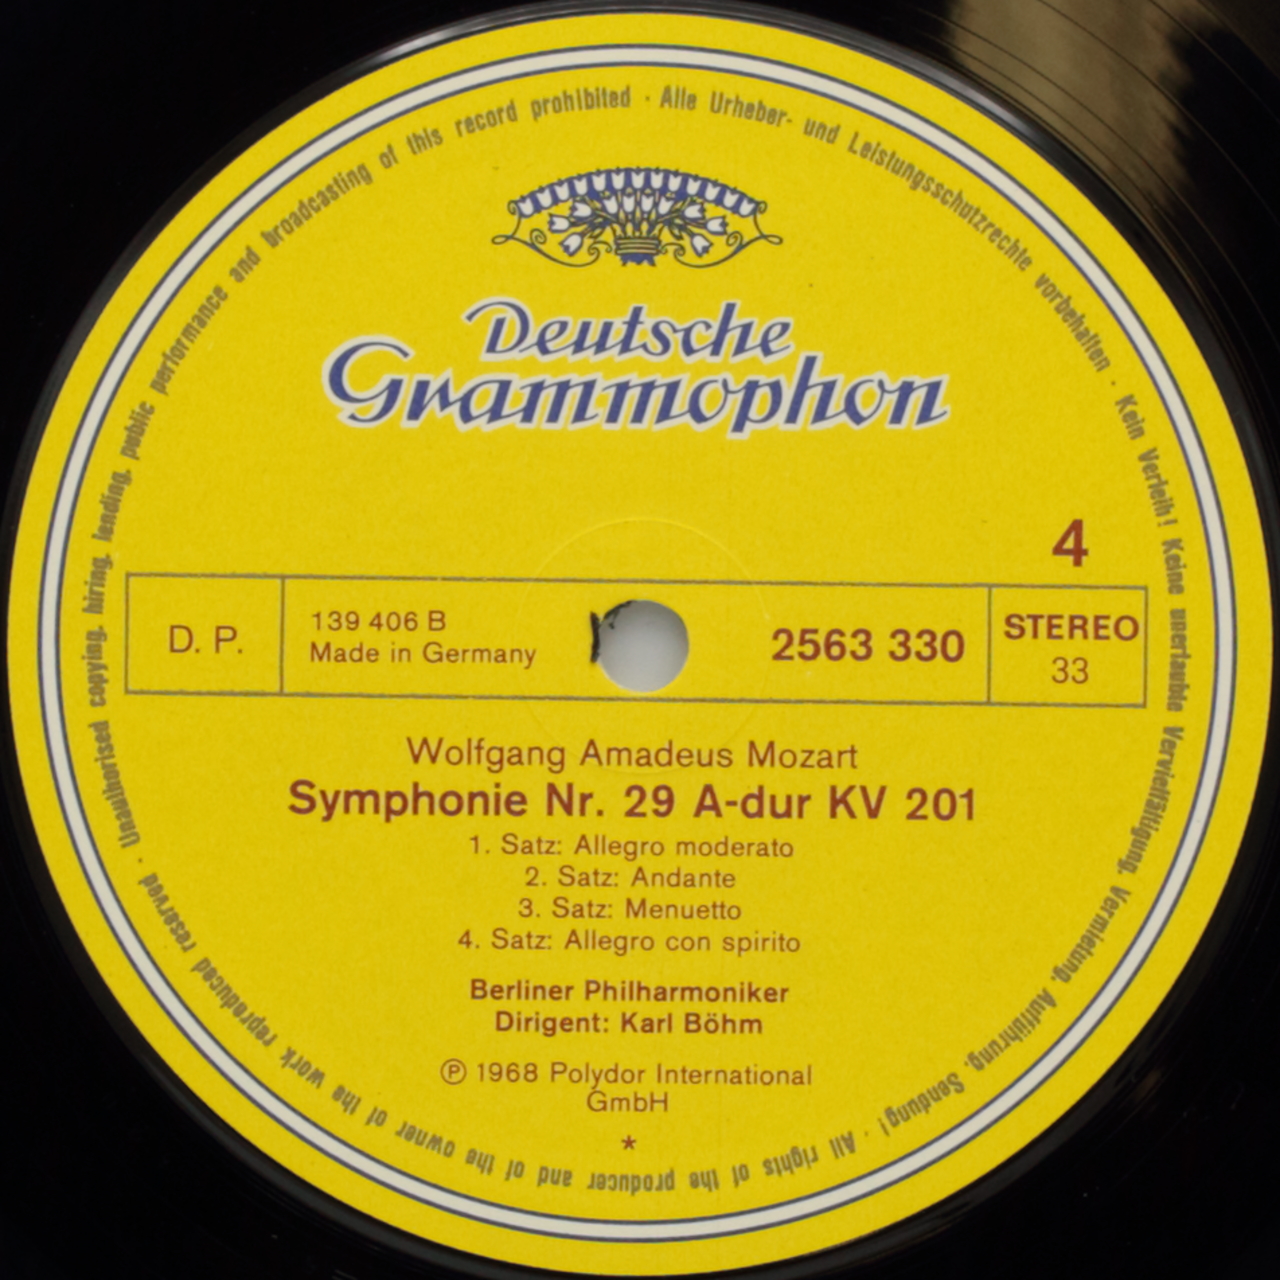 Deutsche
Grammophon
4
D. P.
139 406 B
Made in Germany
2563 330
STEREO
33
Wolfgang Amadeus Mozart
Symphonie Nr. 29 A-dur KV 201
1. Satz: Allegro moderato
2. Satz: Andante
3. Satz: Menuetto
4. Satz: Allegro con spirito
Berliner Philharmoniker
Dirigent: Karl Böhm
℗ 1968 Polydor International
GmbH
*
Alle Urheber- und Leistungsschutzrechte vorbehalten · Kein Verleih! Keine unerlaubte Vervielfältigung, Vermietung, Aufführung, Sendung! · All rights of the producer and of the owner of the work reproduced reserved · Unauthorised copying, hiring, lending, public performance and broadcasting of this record prohibited ·